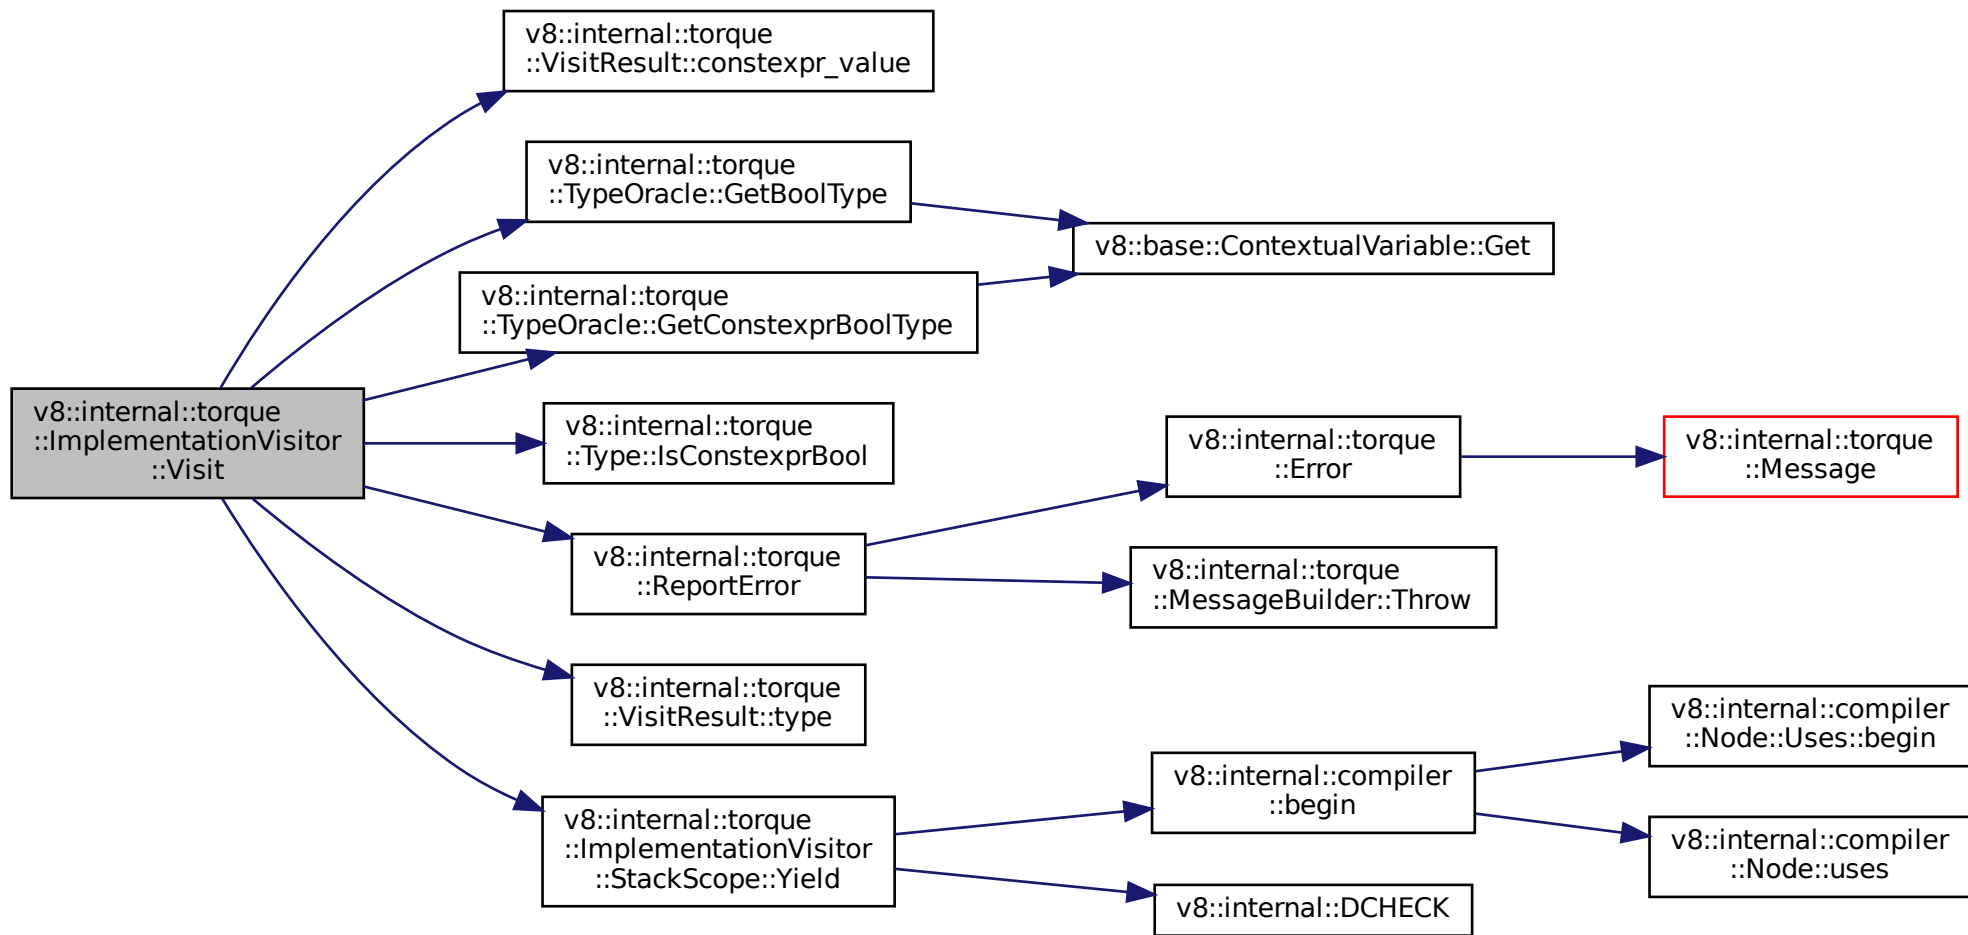 v8::internal::torque
::VisitResult::constexpr_value
v8::internal::torque
::TypeOracle::GetBoolType
v8::base::ContextualVariable::Get
v8::internal::torque
::TypeOracle::GetConstexprBoolType
v8::internal::torque
::ImplementationVisitor
::Visit
v8::internal::torque
::Type::IsConstexprBool
v8::internal::torque
::Error
v8::internal::torque
::Message
v8::internal::torque
::ReportError
v8::internal::torque
::MessageBuilder::Throw
v8::internal::torque
::VisitResult::type
v8::internal::compiler
::Node::Uses::begin
v8::internal::torque
::ImplementationVisitor
::StackScope::Yield
v8::internal::compiler
::begin
v8::internal::compiler
::Node::uses
v8::internal::DCHECK